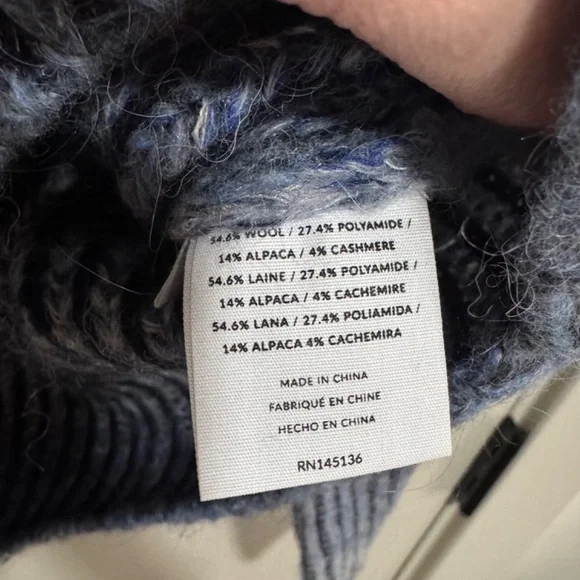 54.6% WOOL / 27.4% POLYAMIDE /
14% ALPACA / 4% CASHMERE
54.6% LAINE / 27.4% POLYAMIDE /
14% ALPACA / 4% CACHEMIRE
54.6% LANA / 27.4% POLIAMIDA /
14% ALPACA 4% CACHEMIRA
MADE IN CHINA
FABRIQUÉ EN CHINE
HECHO EN CHINA
RN145136